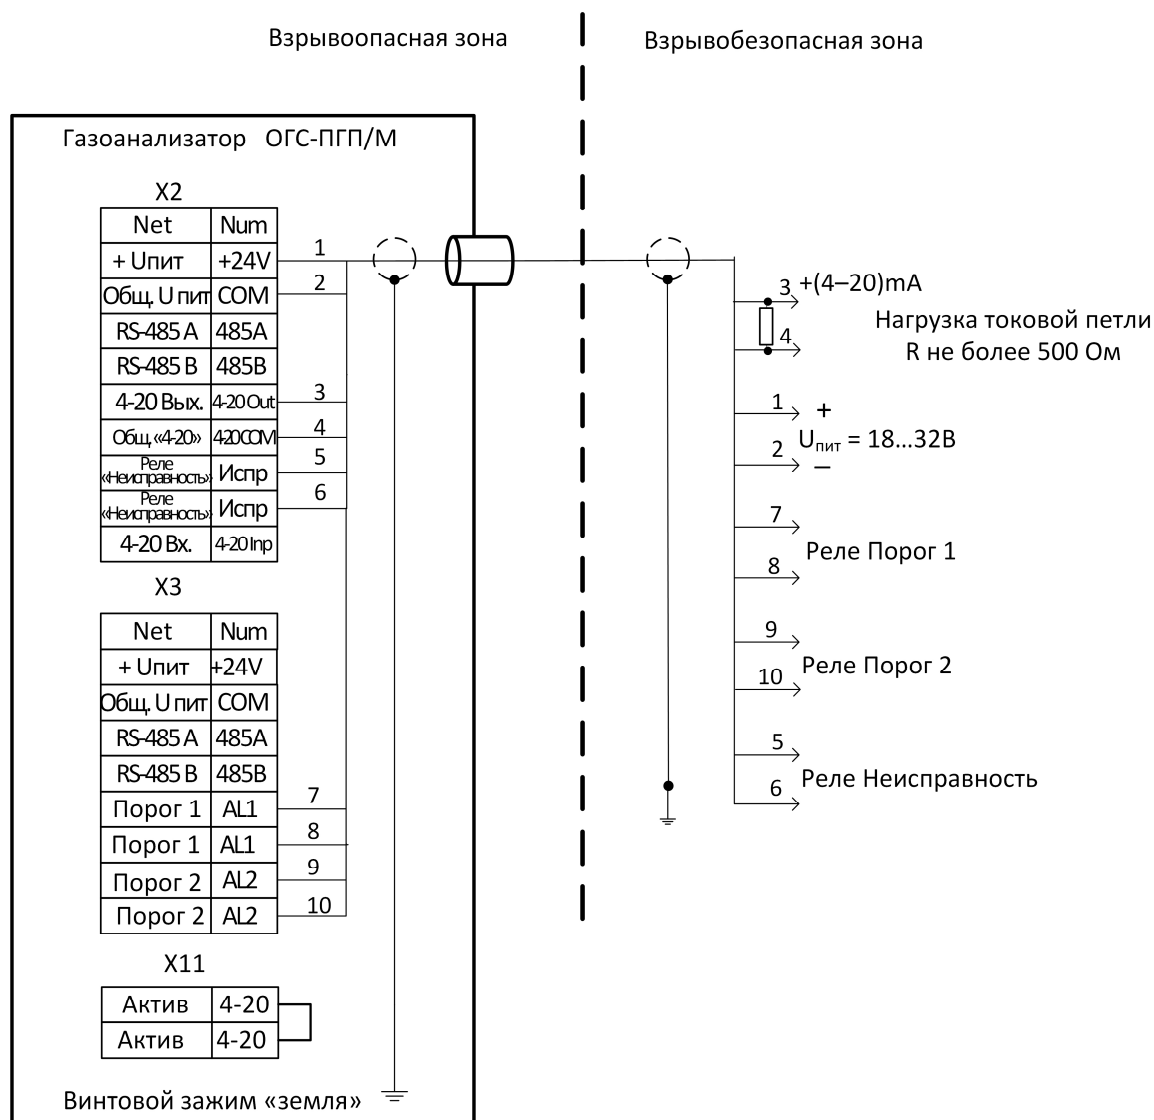 Взрывоопасная зона
Взрывобезопасная зона
Газоанализатор ОГС-ПГП/М
X2
Net Num
+ Uпит +24V 1
Общ. U пит COM 2
RS-485 A 485A
RS-485 B 485B
4-20 Вых. 4-20 Out 3
Общ. «4-20» 4-20COM 4
Реле
«Неисправность» Испр 5
Реле
«Неисправность» Испр 6
4-20 Вх. 4-20 Inp
X3
Net Num
+ Uпит +24V
Общ. U пит COM
RS-485 A 485A
RS-485 B 485B
Порог 1 AL1 7
Порог 1 AL1 8
Порог 2 AL2 9
Порог 2 AL2 10
X11
Актив 4-20
Актив 4-20
Винтовой зажим «земля»
3 +(4–20)mA
Нагрузка токовой петли
4 R не более 500 Ом
1 +
Uпит = 18...32В
2 –
7
Реле Порог 1
8
9
Реле Порог 2
10
5
Реле Неисправность
6